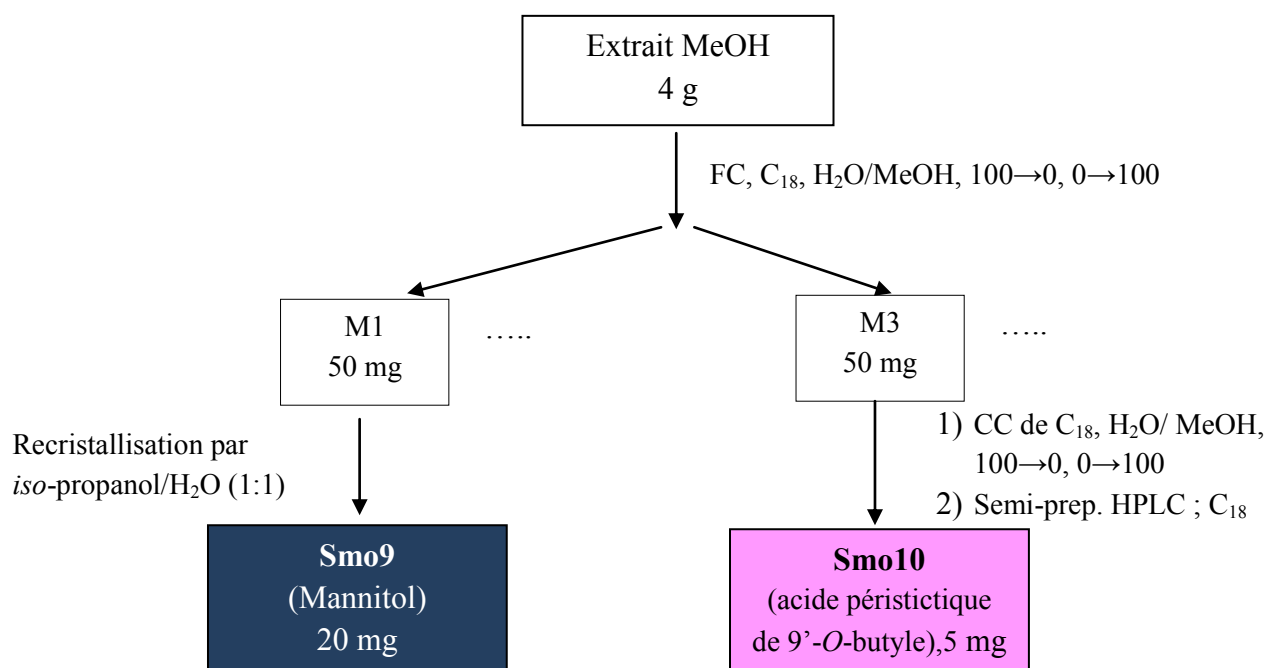 Extrait MeOH
4 g
FC, C₁₈, H₂O/MeOH, 100→0, 0→100
M1
50 mg
…..
M3
50 mg
…..
Recristallisation par
iso-propanol/H₂O (1:1)
1) CC de C₁₈, H₂O/ MeOH,
100→0, 0→100
2) Semi-prep. HPLC ; C₁₈
Smo9
(Mannitol)
20 mg
Smo10
(acide péristictique
de 9’-O-butyle),5 mg